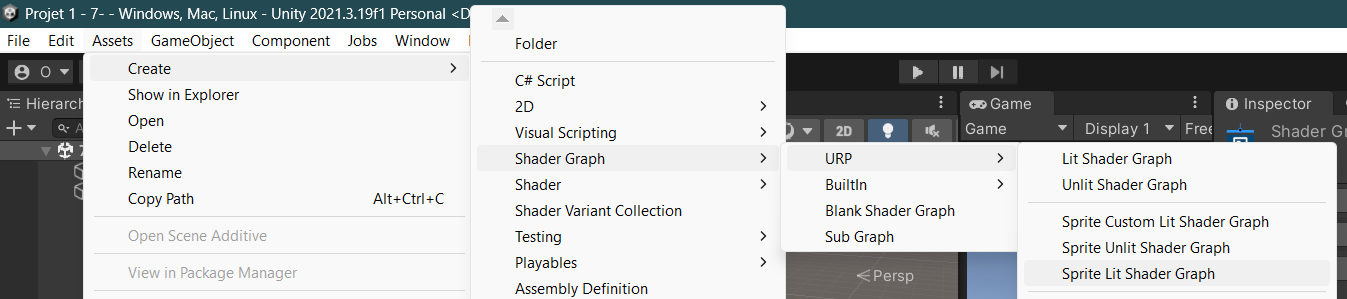 Projet 1 - 7- - Windows, Mac, Linux - Unity 2021.3.19f1 Personal <D
File Edit Assets GameObject Component Jobs Window
O
Hierarch
Create
Show in Explorer
Open
Delete
Rename
Copy Path Alt+Ctrl+C
Open Scene Additive
View in Package Manager
Folder
C# Script
2D
Visual Scripting
Shader Graph
Shader
Shader Variant Collection
Testing
Playables
Assembly Definition
URP
BuiltIn
Blank Shader Graph
Sub Graph
Lit Shader Graph
Unlit Shader Graph
Sprite Custom Lit Shader Graph
Sprite Unlit Shader Graph
Sprite Lit Shader Graph
2D
Persp
Game
Game Display 1 Free
Inspector
Shader Gr